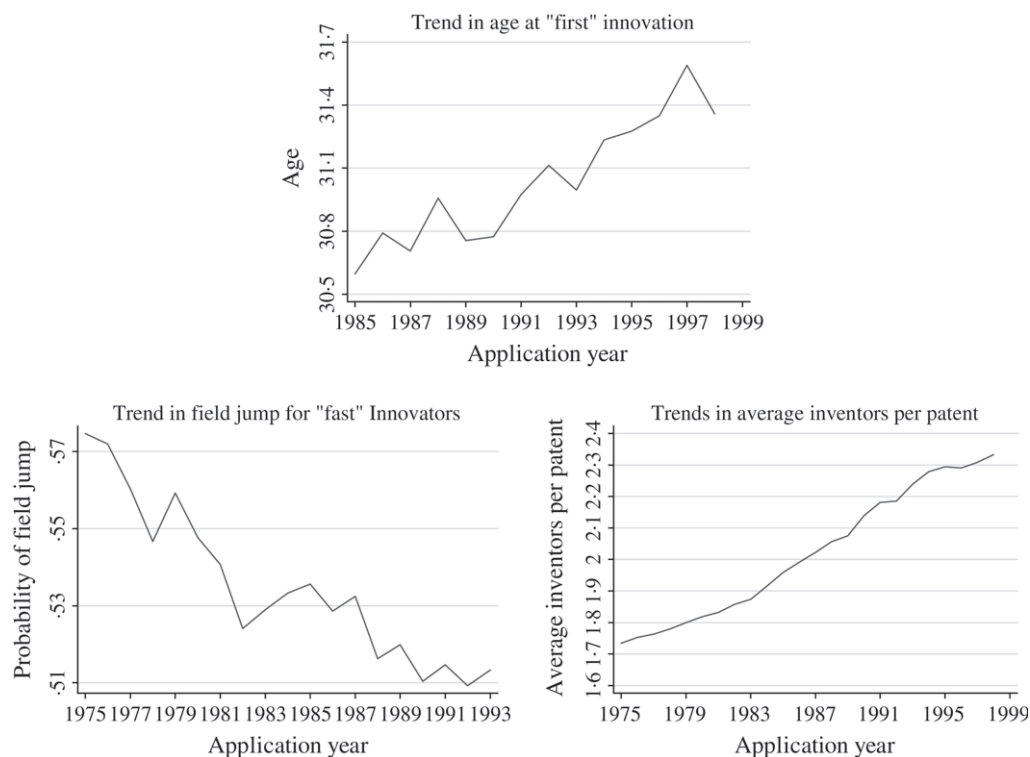 Trend in age at "first" innovation
31·7
31·4
31·1
30·8
30·5
Age
1985 1987 1989 1991 1993 1995 1997 1999
Application year
Trend in field jump for "fast" Innovators
·57
·55
·53
·51
Probability of field jump
1975 1977 1979 1981 1983 1985 1987 1989 1991 1993
Application year
Trends in average inventors per patent
2·4
2·3
2·2
2·1
2
1·9
1·8
1·7
1·6
Average inventors per patent
1975 1979 1983 1987 1991 1995 1999
Application year